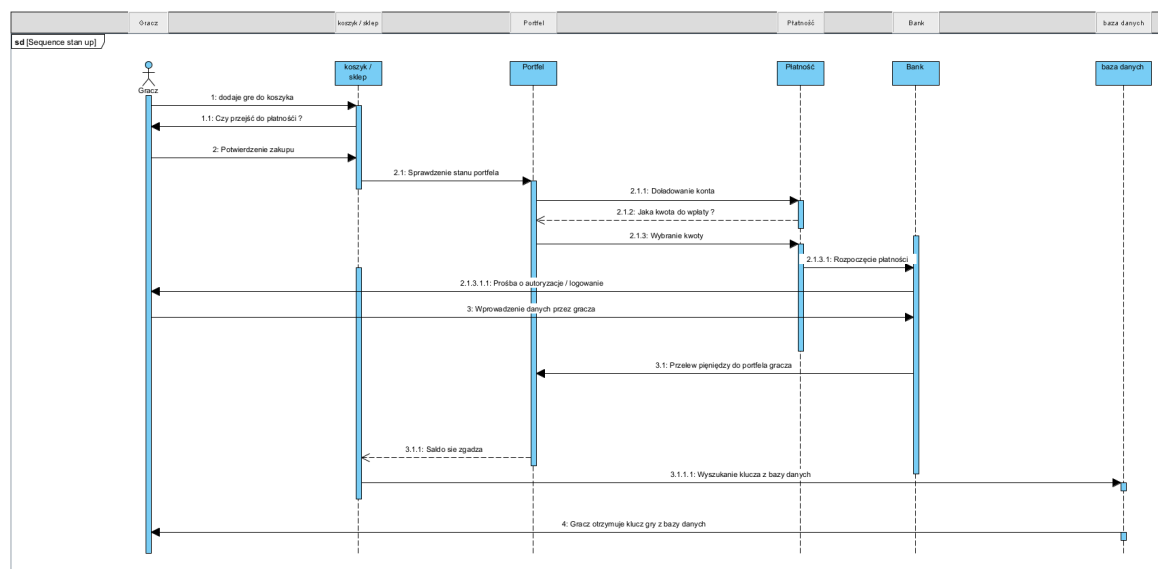 Gracz
koszyk / sklep
Portfel
Płatność
Bank
baza danych
sd [Sequence stan up]
koszyk /
sklep
Portfel
Płatność
Bank
baza danych
Gracz
1: dodaje gre do koszyka
1.1: Czy przejść do płatnośći ?
2: Potwierdzenie zakupu
2.1: Sprawdzenie stanu portfela
2.1.1: Doładowanie konta
2.1.2: Jaka kwota do wpłaty ?
2.1.3: Wybranie kwoty
2.1.3.1: Rozpoczęcie płatności
2.1.3.1.1: Prośba o autoryzacje / logowanie
3: Wprowadzenie danych przez gracza
3.1: Przelew pięniędzy do portfela gracza
3.1.1: Saldo sie zgadza
3.1.1.1: Wyszukanie klucza z bazy danych
4: Gracz otrzymuje klucz gry z bazy danych